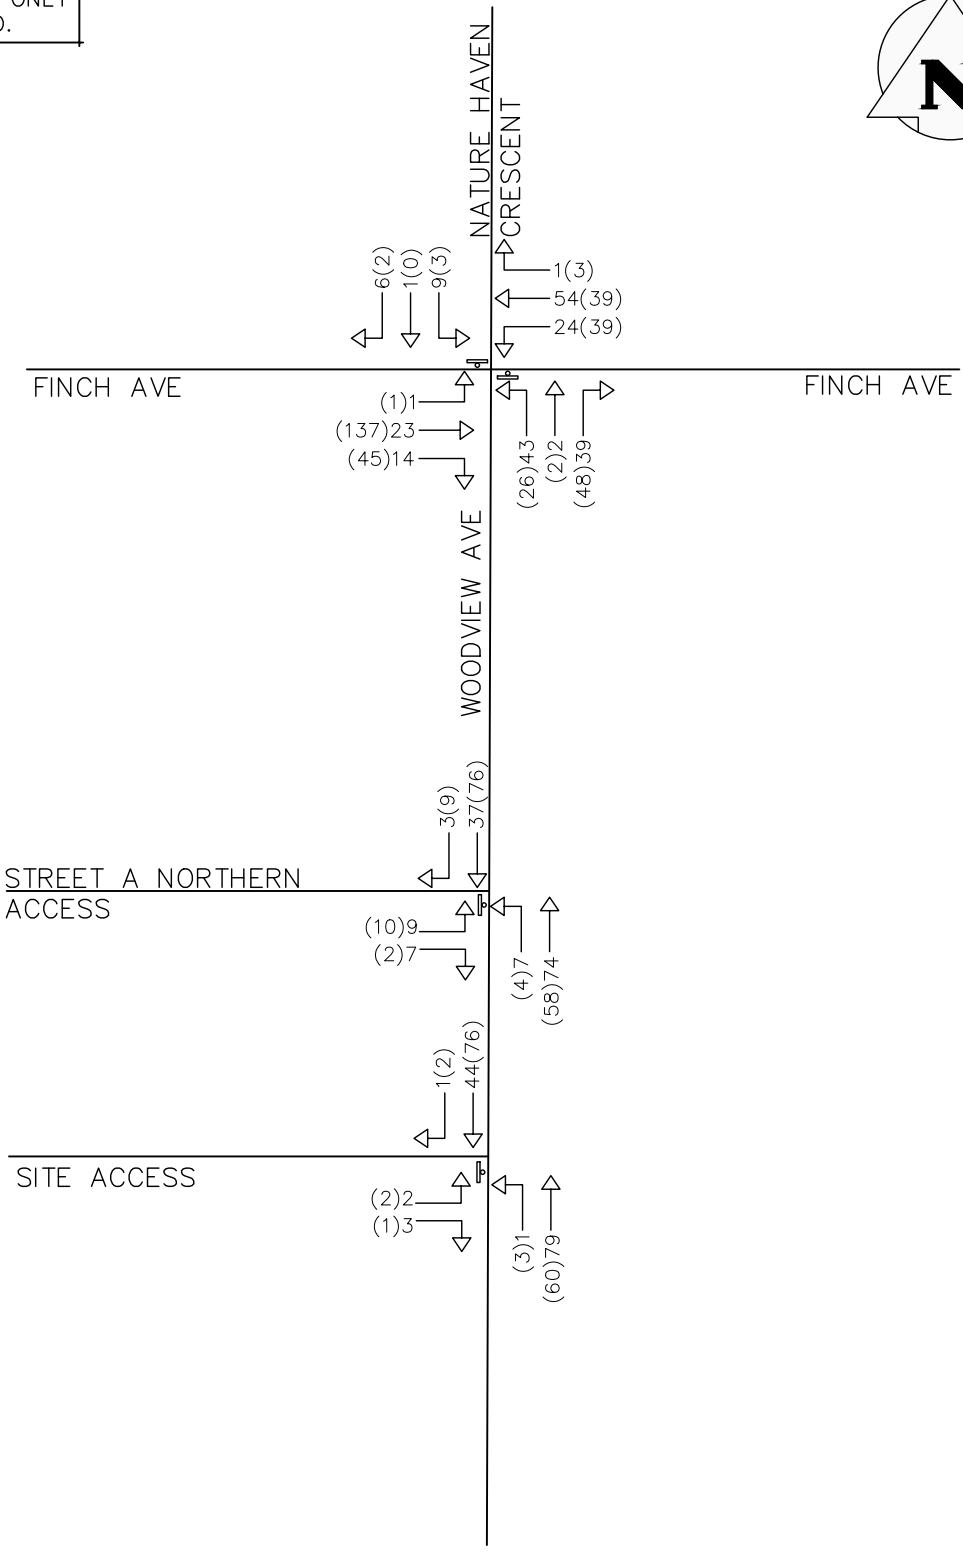 ONLY
NATURE HAVEN
CRESCENT
N
6(2)
1(0)
9(3)
1(3)
54(39)
24(39)
FINCH AVE
FINCH AVE
(1)1
(137)23
(45)14
(26)43
(2)2
(48)39
WOODVIEW AVE
3(9)
37(76)
STREET A NORTHERN
ACCESS
(10)9
(2)7
(4)7
(58)74
1(2)
44(76)
SITE ACCESS
(2)2
(1)3
(3)1
(60)79